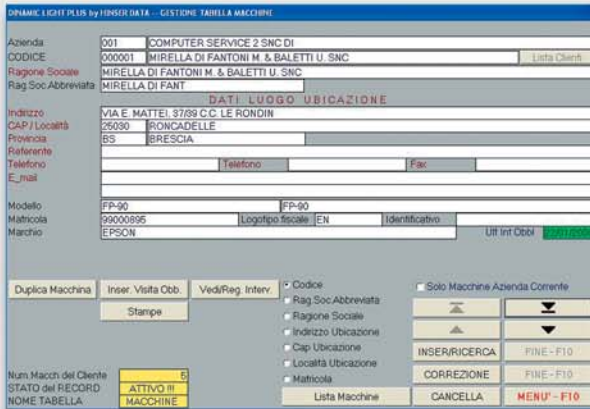 DINAMIC LIGHT PLUS by HINSER DATA -- GESTIONE TABELLA MACCHINE
Azienda 001 COMPUTER SERVICE 2 SNC DI
CODICE 000001 MIRELLA DI FANTONI M. & BALETTI U. SNC Lista Clienti
Ragione Sociale MIRELLA DI FANTONI M. & BALETTI U. SNC
Rag.Soc.Abbreviata MIRELLA DI FANT
DATI LUOGO UBICAZIONE
Indirizzo VIA E. MATTEI, 37/39 C.C. LE RONDIN
CAP / Località 25030 RONCADELLE
Provincia BS BRESCIA
Referente
Telefono Telefono Fax
E_mail
Modello FP-90 FP-90
Matricola 99000895 Logotipo fiscale EN Identificativo
Marchio EPSON Ult Int Obbl
Duplica Macchina Inser. Visita Obb. Vedi/Reg. Interv. Codice Solo Macchine Azienda Corrente
Stampe Rag.Soc.Abbreviata
Ragione Sociale
Indirizzo Ubicazione
Cap Ubicazione INSER/RICERCA FINE - F10
Località Ubicazione
Num.Macch del Cliente 5 Matricola CORREZIONE FINE - F10
STATO del RECORD ATTIVO !!!
NOME TABELLA MACCHINE Lista Macchine CANCELLA MENU' - F10